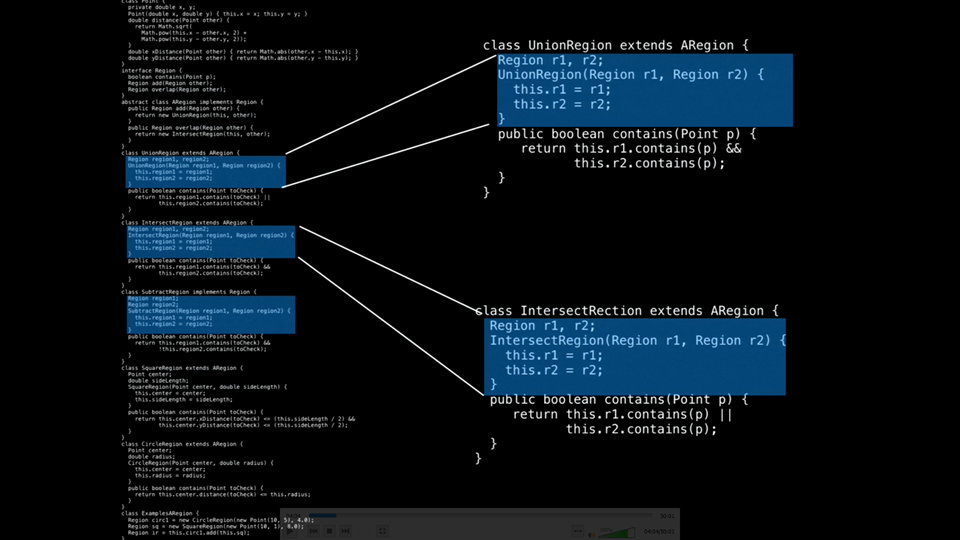 class Point {
private double x, y;
Point(double x, double y) { this.x = x; this.y = y; }
double distance(Point other) {
return Math.sqrt(
Math.pow(this.x - other.x, 2) +
Math.pow(this.y - other.y, 2));
}
double xDistance(Point other) { return Math.abs(other.x - this.x); }
double yDistance(Point other) { return Math.abs(other.y - this.y); }
}
interface Region {
boolean contains(Point p);
Region add(Region other);
Region overlap(Region other);
}
abstract class ARegion implements Region {
public Region add(Region other) {
return new UnionRegion(this, other);
}
public Region overlap(Region other) {
return new IntersectRegion(this, other);
}
}
class UnionRegion extends ARegion {
Region region1, region2;
UnionRegion(Region region1, Region region2) {
this.region1 = region1;
this.region2 = region2;
}
public boolean contains(Point toCheck) {
return this.region1.contains(toCheck) ||
this.region2.contains(toCheck);
}
}
class IntersectRegion extends ARegion {
Region region1, region2;
IntersectRegion(Region region1, Region region2) {
this.region1 = region1;
this.region2 = region2;
}
public boolean contains(Point toCheck) {
return this.region1.contains(toCheck) &&
this.region2.contains(toCheck);
}
}
class SubtractRegion implements Region {
Region region1;
Region region2;
SubtractRegion(Region region1, Region region2) {
this.region1 = region1;
this.region2 = region2;
}
public boolean contains(Point toCheck) {
return this.region1.contains(toCheck) &&
!this.region2.contains(toCheck);
}
}
class SquareRegion extends ARegion {
Point center;
double sideLength;
SquareRegion(Point center, double sideLength) {
this.center = center;
this.sideLength = sideLength;
}
public boolean contains(Point toCheck) {
return this.center.xDistance(toCheck) <= (this.sideLength / 2) &&
this.center.yDistance(toCheck) <= (this.sideLength / 2);
}
}
class CircleRegion extends ARegion {
Point center;
double radius;
CircleRegion(Point center, double radius) {
this.center = center;
this.radius = radius;
}
public boolean contains(Point toCheck) {
return this.center.distance(toCheck) <= this.radius;
}
}
class ExamplesARegion {
Region circ1 = new CircleRegion(new Point(10, 5), 4.0);
Region sq = new SquareRegion(new Point(10, 1), 8.0);
Region ir = this.circ1.add(this.sq);
class UnionRegion extends ARegion {
Region r1, r2;
UnionRegion(Region r1, Region r2) {
this.r1 = r1;
this.r2 = r2;
}
public boolean contains(Point p) {
return this.r1.contains(p) &&
this.r2.contains(p);
}
}
class IntersectRection extends ARegion {
Region r1, r2;
IntersectRegion(Region r1, Region r2) {
this.r1 = r1;
this.r2 = r2;
}
public boolean contains(Point p) {
return this.r1.contains(p) ||
this.r2.contains(p);
}
}